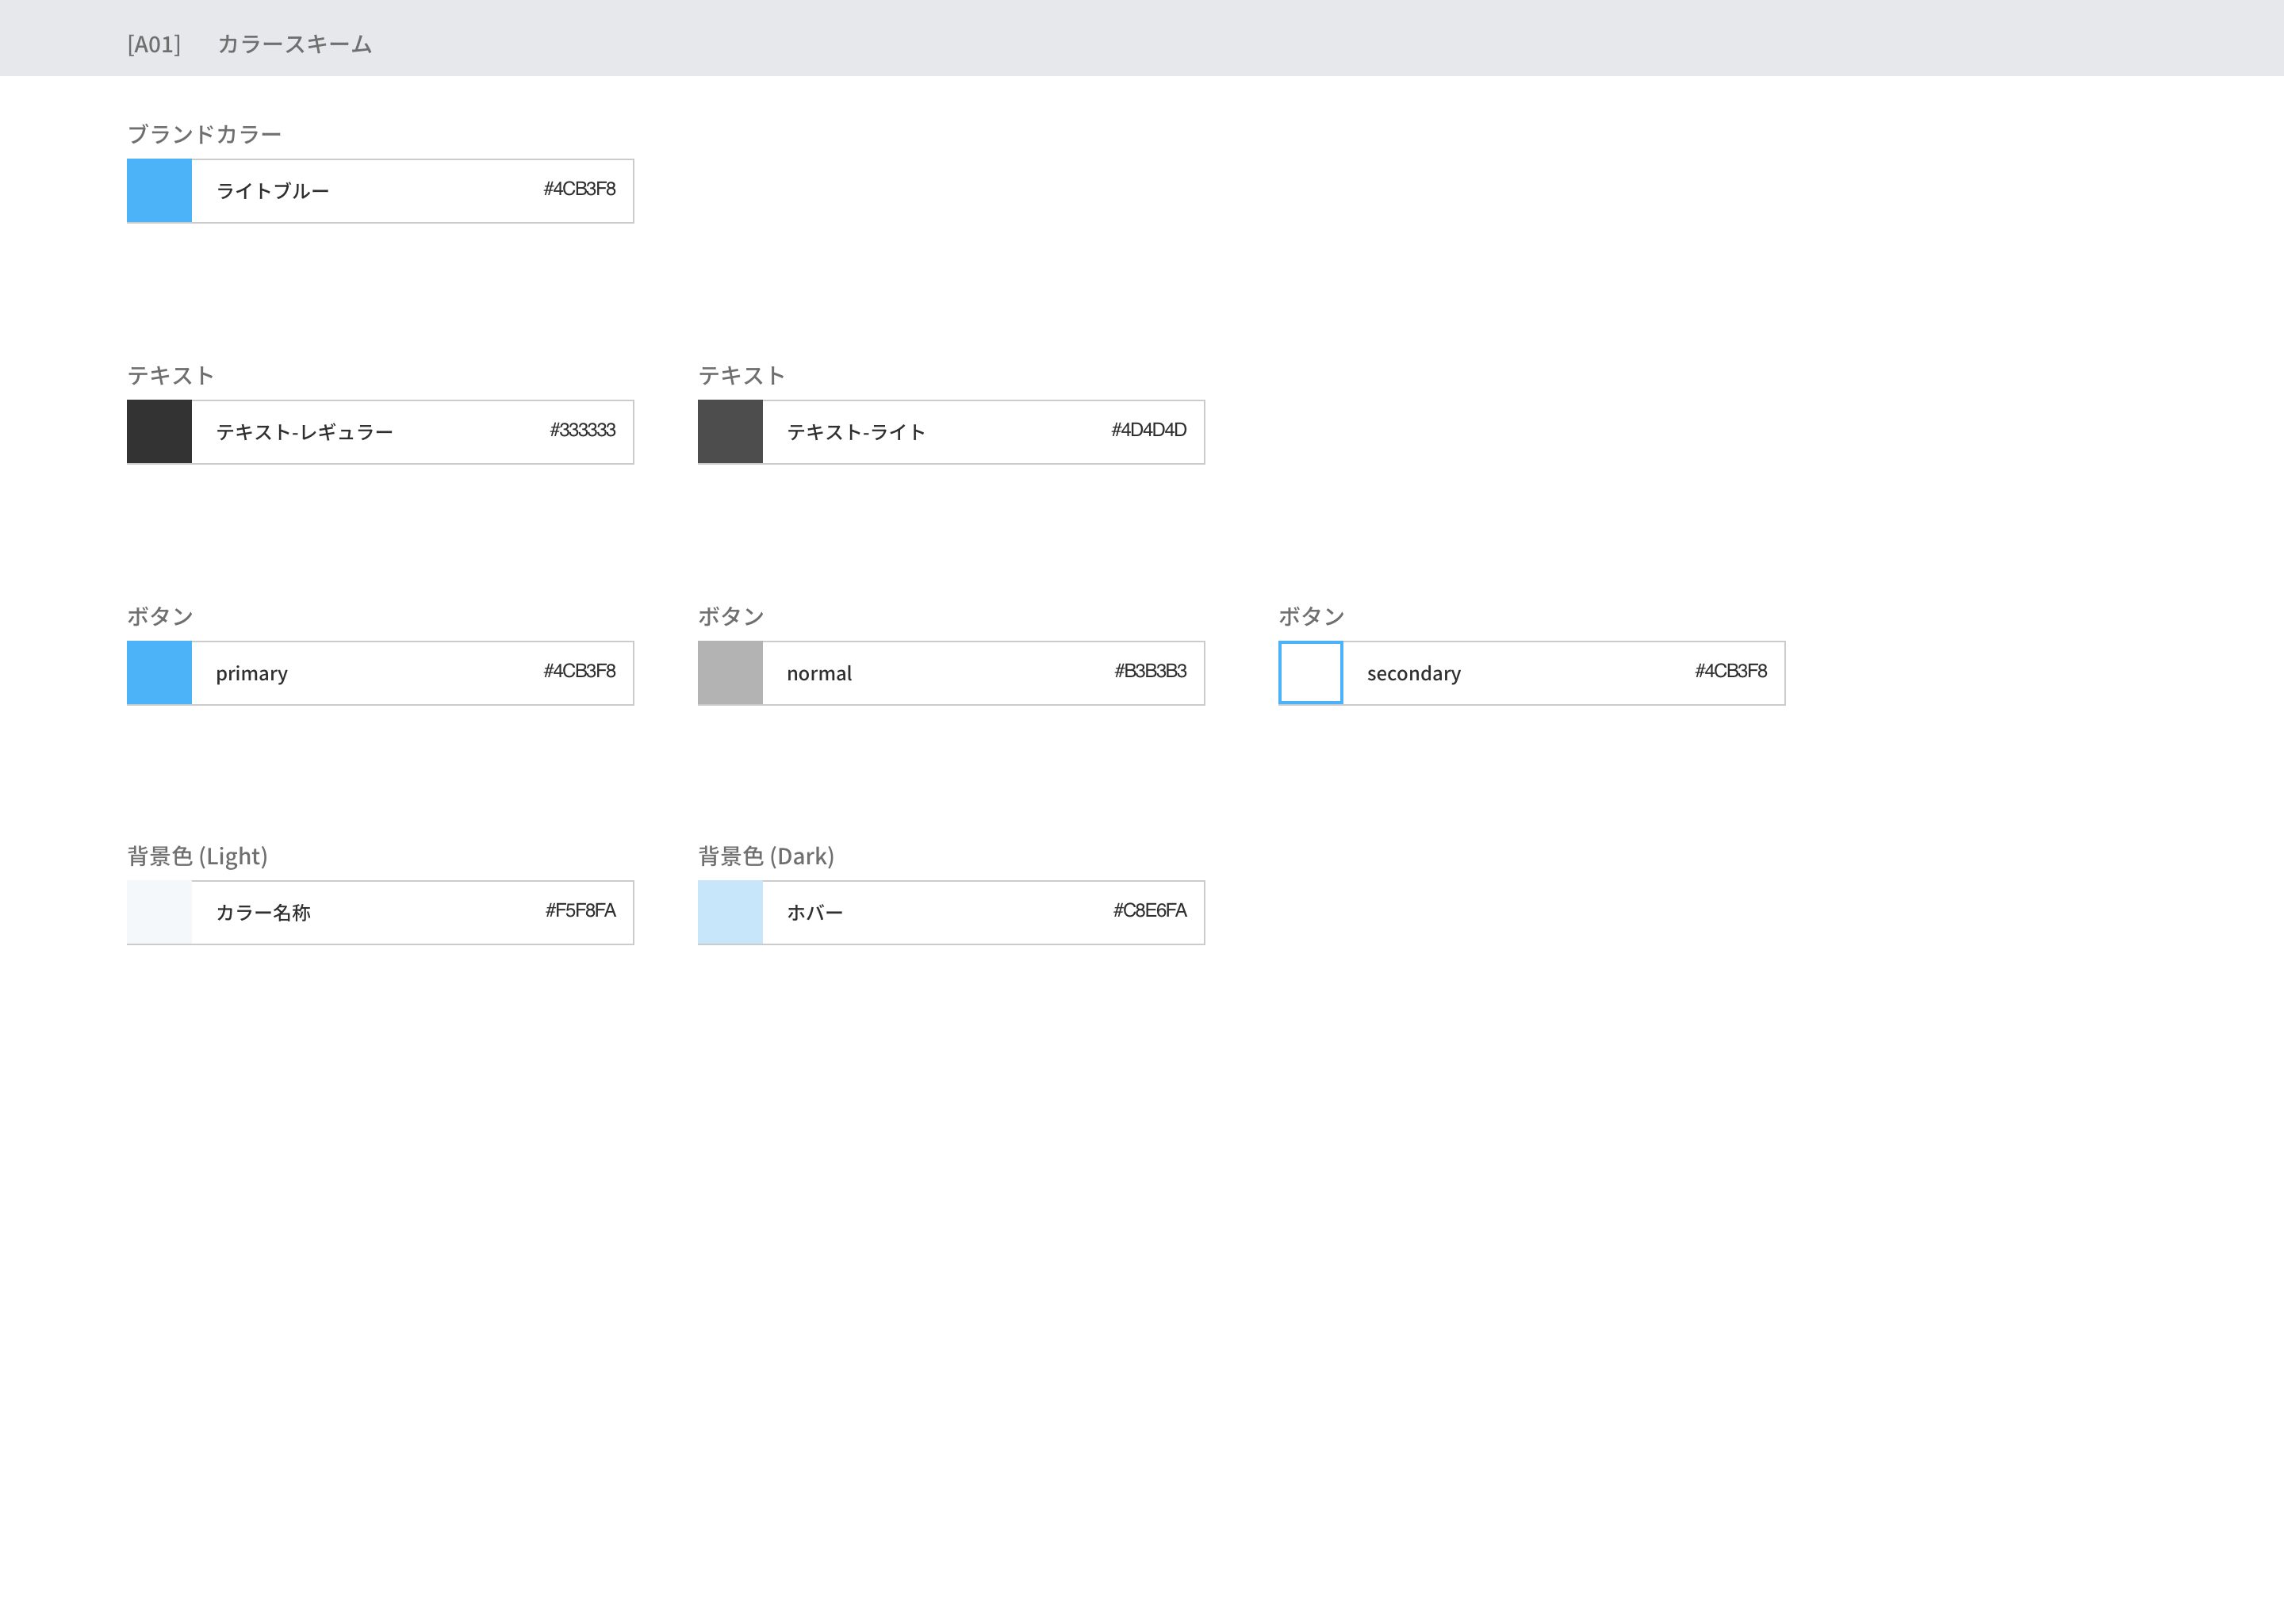 [A01] カラースキーム
ブランドカラー
ライトブルー #4CB3F8
テキスト テキスト
テキスト-レギュラー #333333 テキスト-ライト #4D4D4D
ボタン ボタン ボタン
primary #4CB3F8 normal #B3B3B3 secondary #4CB3F8
背景色 (Light) 背景色 (Dark)
カラー名称 #F5F8FA ホバー #C8E6FA